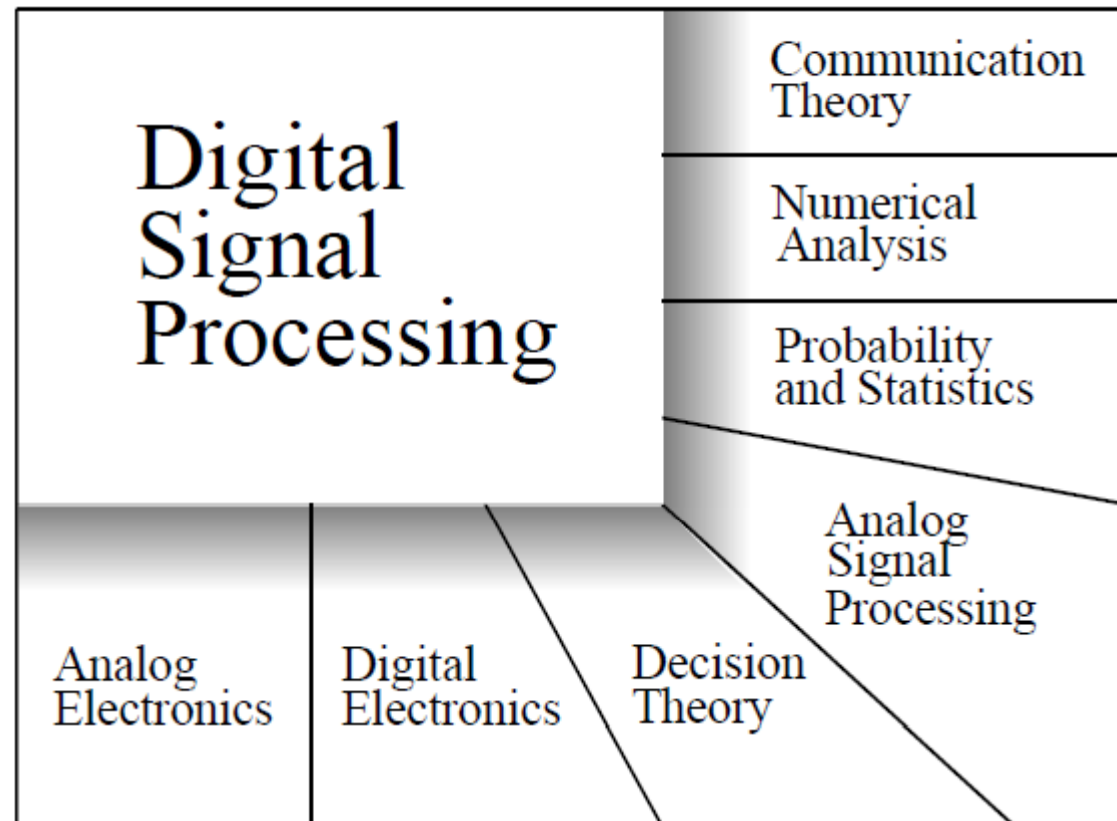 Digital
Signal
Processing
Communication
Theory
Numerical
Analysis
Probability
and Statistics
Analog
Signal
Processing
Decision
Theory
Digital
Electronics
Analog
Electronics